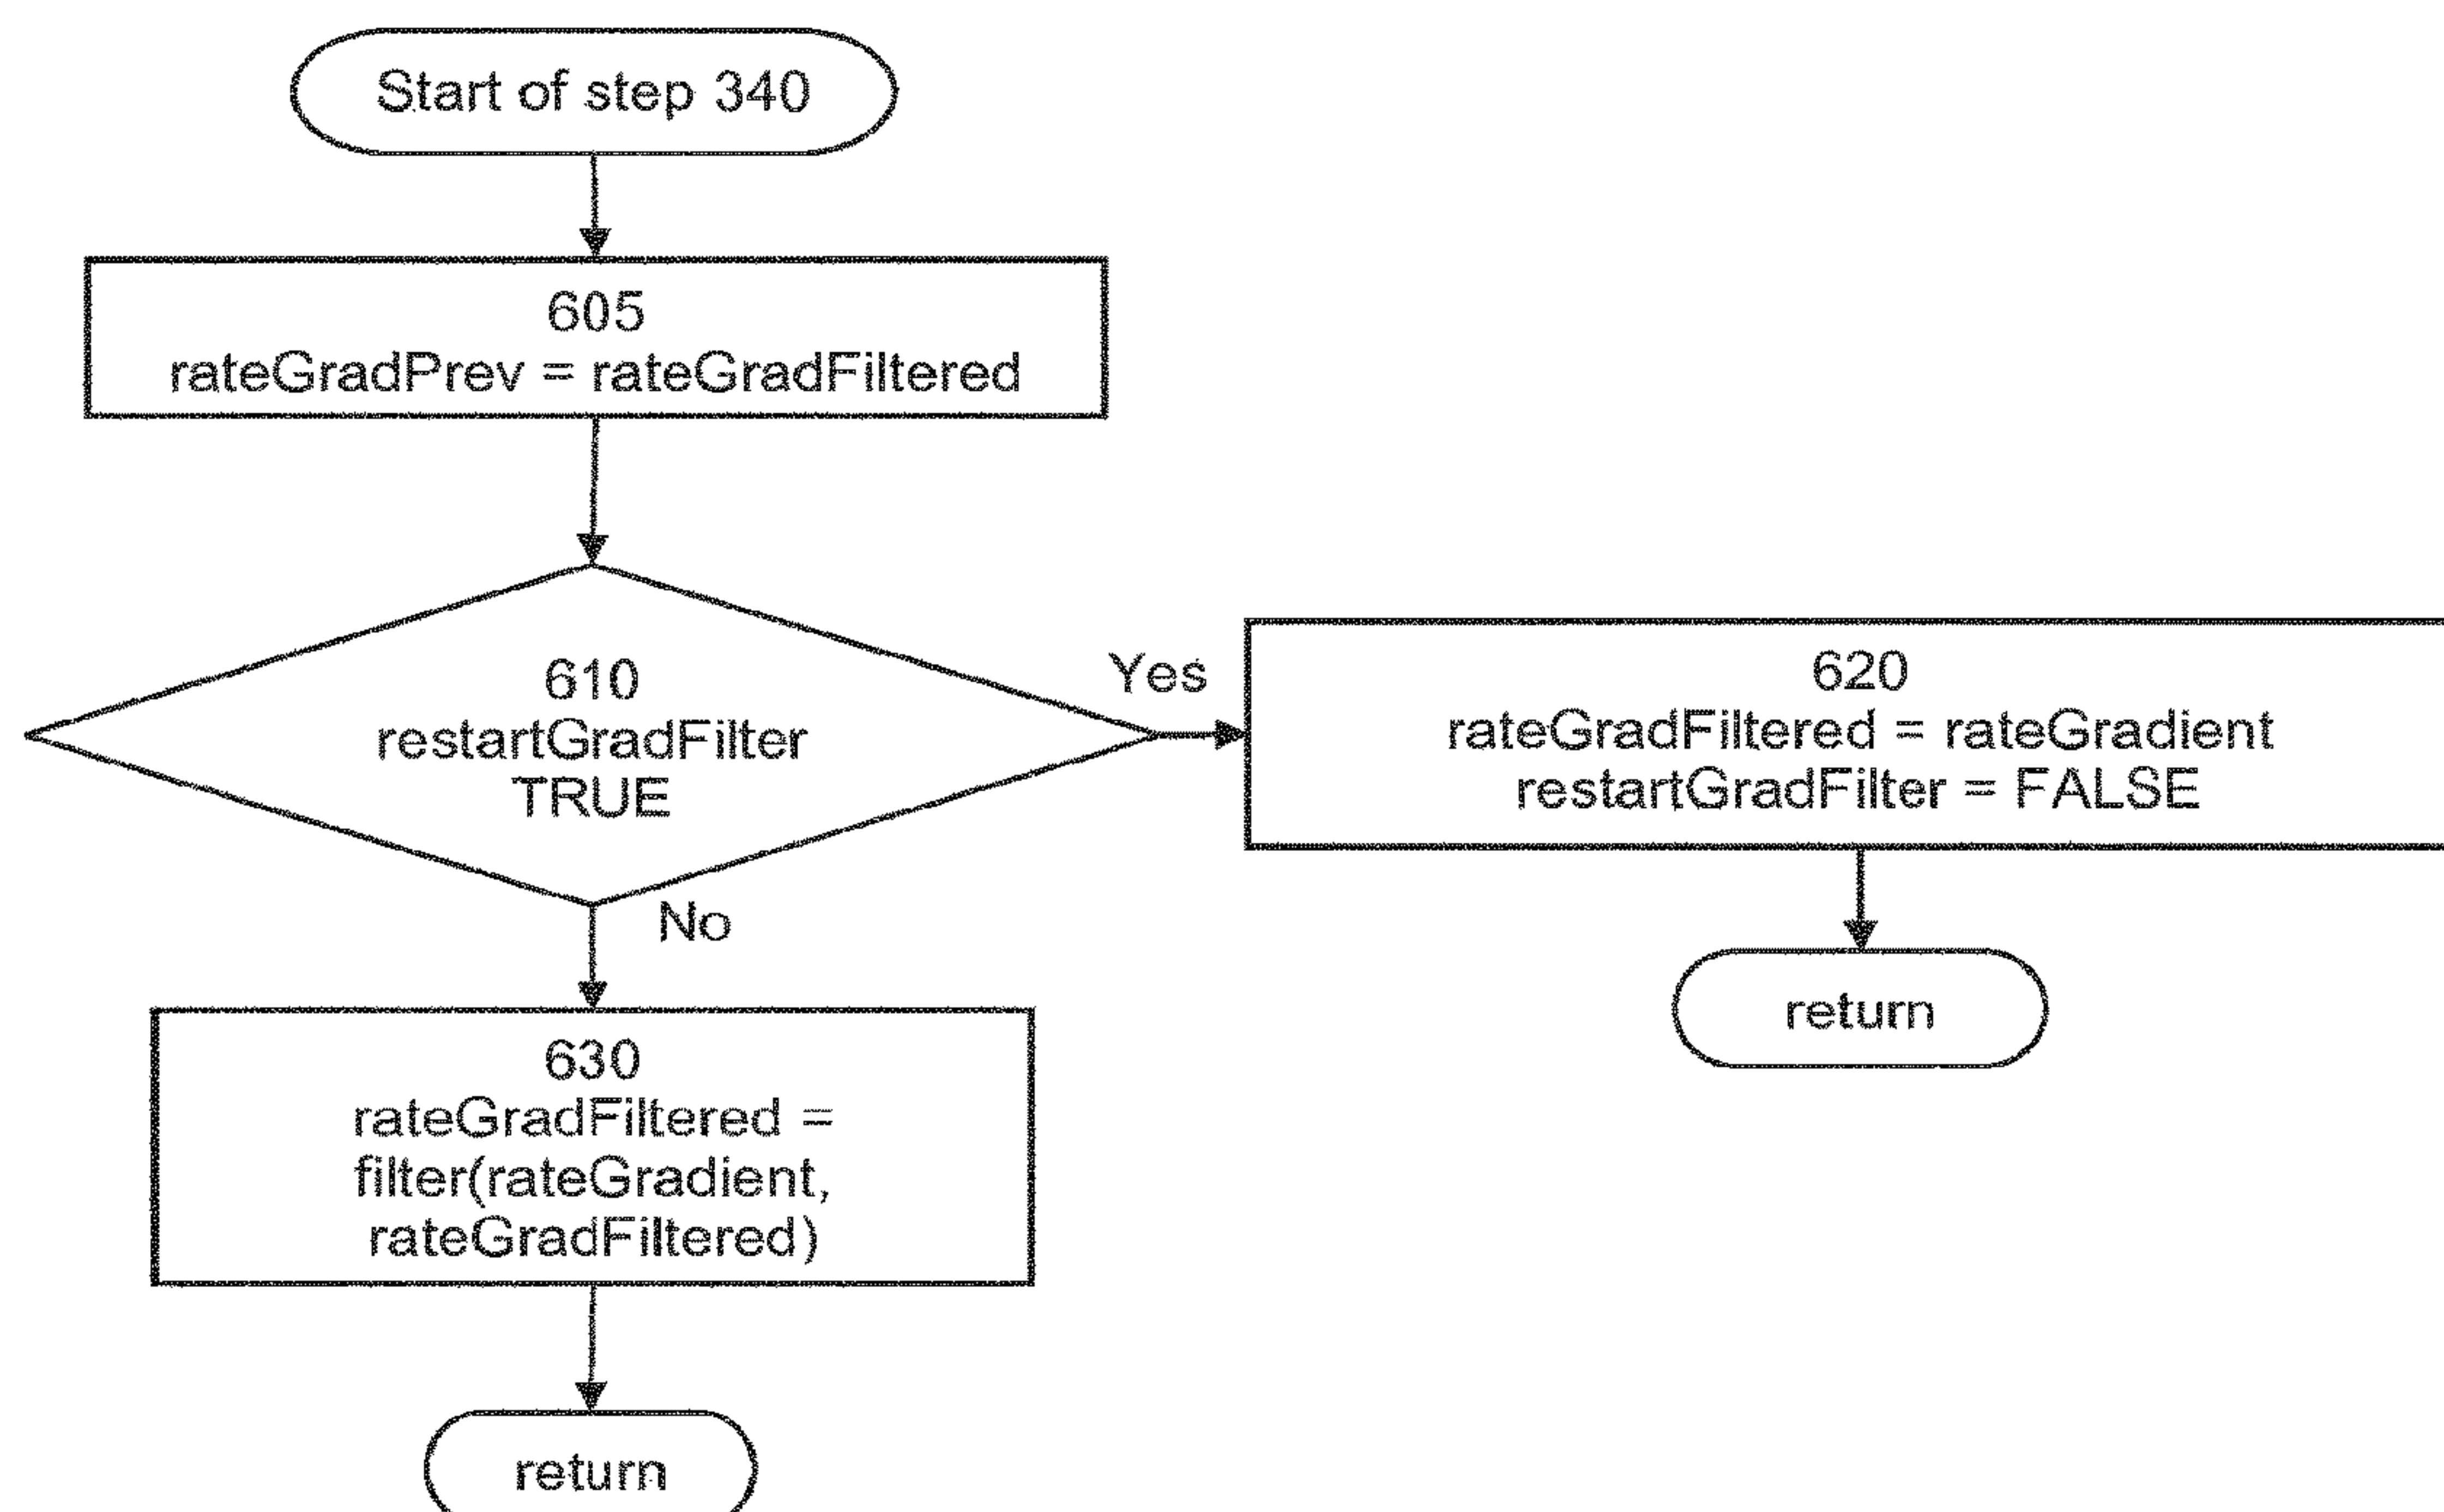 Start of step 340
605
rateGradPrev = rateGradFiltered
610
restartGradFilter
TRUE
Yes
620
rateGradFiltered = rateGradient
restartGradFilter = FALSE
return
No
630
rateGradFiltered =
filter(rateGradient,
rateGradFiltered)
return